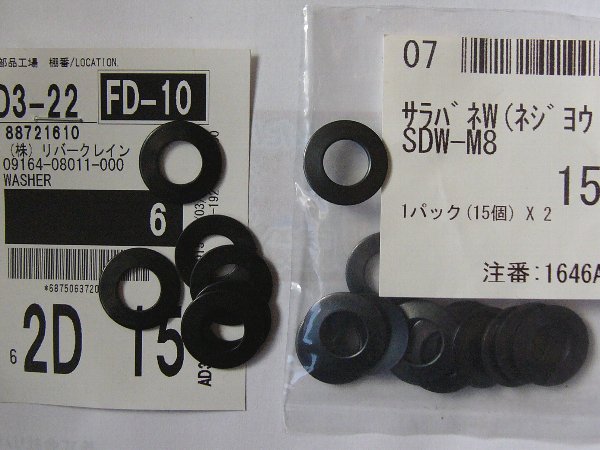 部品工場 棚番/LOCATION.
D3-22 FD-10
88721610
(株) リバークレイン
09164-08011-000
WASHER
6
*6875063720
6 2D 15
07
サラバネW(ネジヨウ
SDW-M8
15
1パック(15個) X 2
注番:1646A